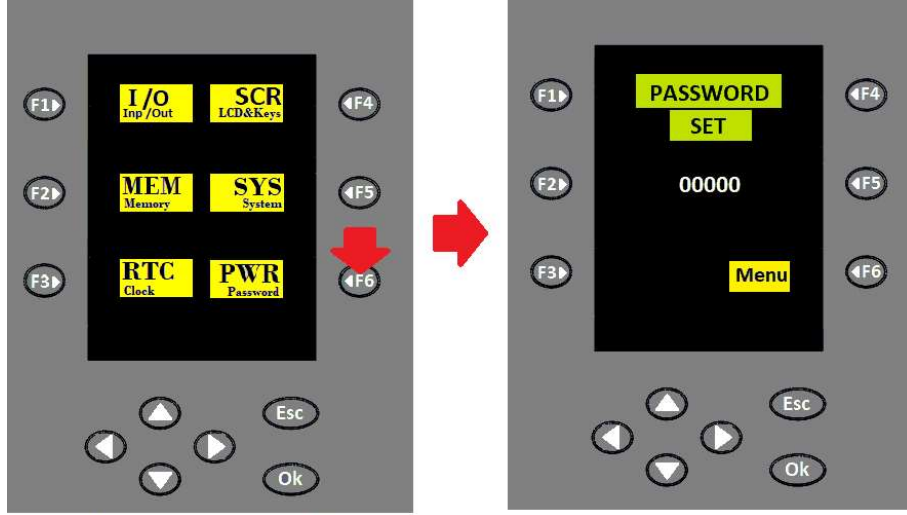 F1 I/O SCR F4
Inp/Out LCD&Keys
F2 MEM SYS F5
Memory System
F3 RTC PWR F6
Clock Password
Esc
Ok
F1 PASSWORD F4
SET
F2 00000 F5
F3 Menu F6
Esc
Ok